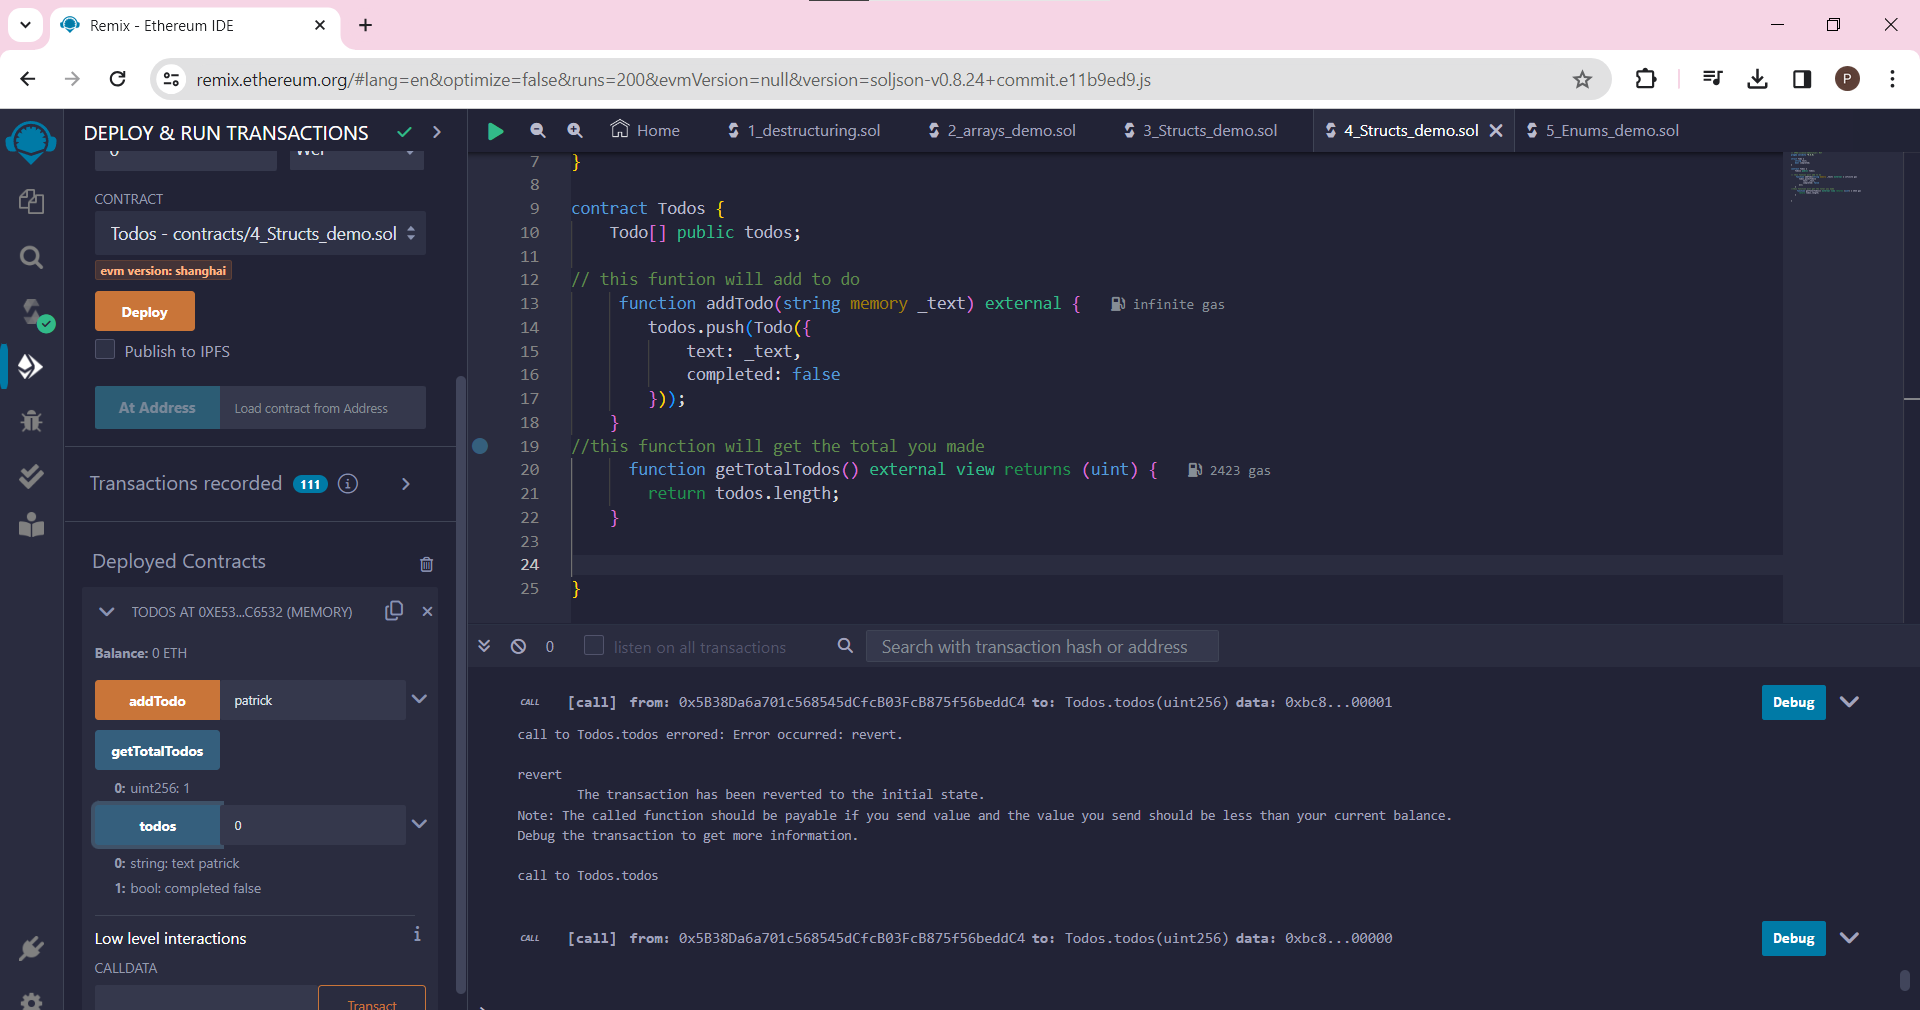 Remix - Ethereum IDE
remix.ethereum.org/#lang=en&optimize=false&runs=200&evmVersion=null&version=soljson-v0.8.24+commit.e11b9ed9.js
P
DEPLOY & RUN TRANSACTIONS
0
Wei
CONTRACT
Todos - contracts/4_Structs_demo.sol
evm version: shanghai
Deploy
Publish to IPFS
At Address
Load contract from Address
Transactions recorded 111 i
Deployed Contracts
TODOS AT 0XE53...C6532 (MEMORY)
Balance: 0 ETH
addTodo patrick
getTotalTodos
0: uint256: 1
todos 0
0: string: text patrick
1: bool: completed false
Low level interactions i
CALLDATA
Transact
Home 1_destructuring.sol 2_arrays_demo.sol 3_Structs_demo.sol 4_Structs_demo.sol 5_Enums_demo.sol
7 }
8
9 contract Todos {
10 Todo[] public todos;
11
12 // this funtion will add to do
13 function addTodo(string memory _text) external { infinite gas
14 todos.push(Todo({
15 text: _text,
16 completed: false
17 }));
18 }
19 //this function will get the total you made
20 function getTotalTodos() external view returns (uint) { 2423 gas
21 return todos.length;
22 }
23
24
25 }
0 listen on all transactions Search with transaction hash or address
CALL [call] from: 0x5B38Da6a701c568545dCfcB03FcB875f56beddC4 to: Todos.todos(uint256) data: 0xbc8...00001 Debug
call to Todos.todos errored: Error occurred: revert.
revert
The transaction has been reverted to the initial state.
Note: The called function should be payable if you send value and the value you send should be less than your current balance.
Debug the transaction to get more information.
call to Todos.todos
CALL [call] from: 0x5B38Da6a701c568545dCfcB03FcB875f56beddC4 to: Todos.todos(uint256) data: 0xbc8...00000 Debug